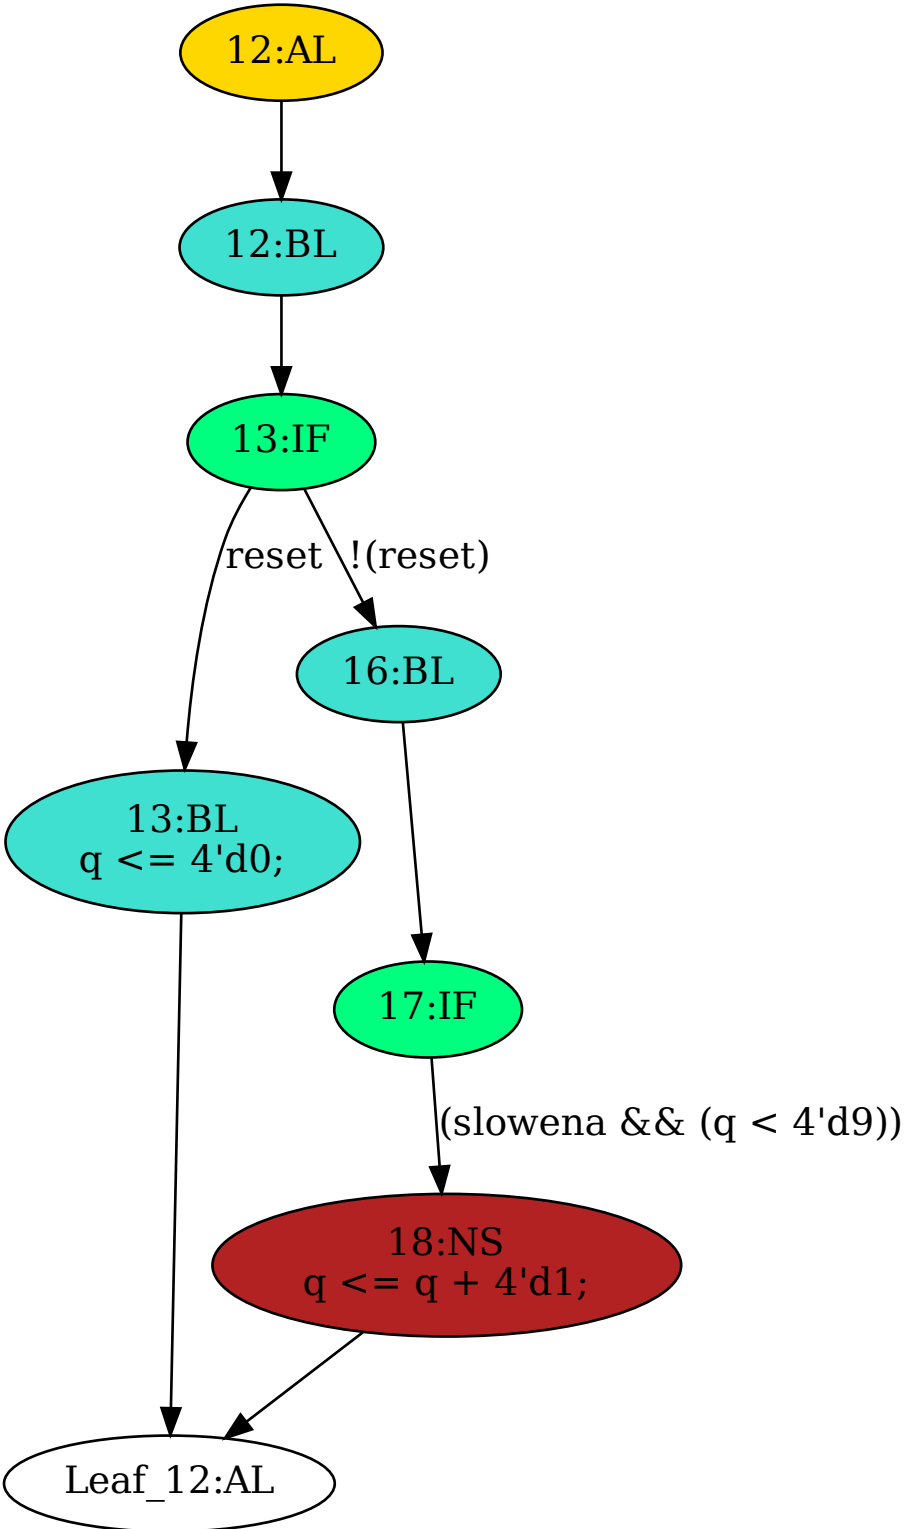 12:AL
12:BL
13:IF
reset
!(reset)
16:BL
13:BL
q <= 4'd0;
17:IF
(slowena && (q < 4'd9))
18:NS
q <= q + 4'd1;
Leaf_12:AL